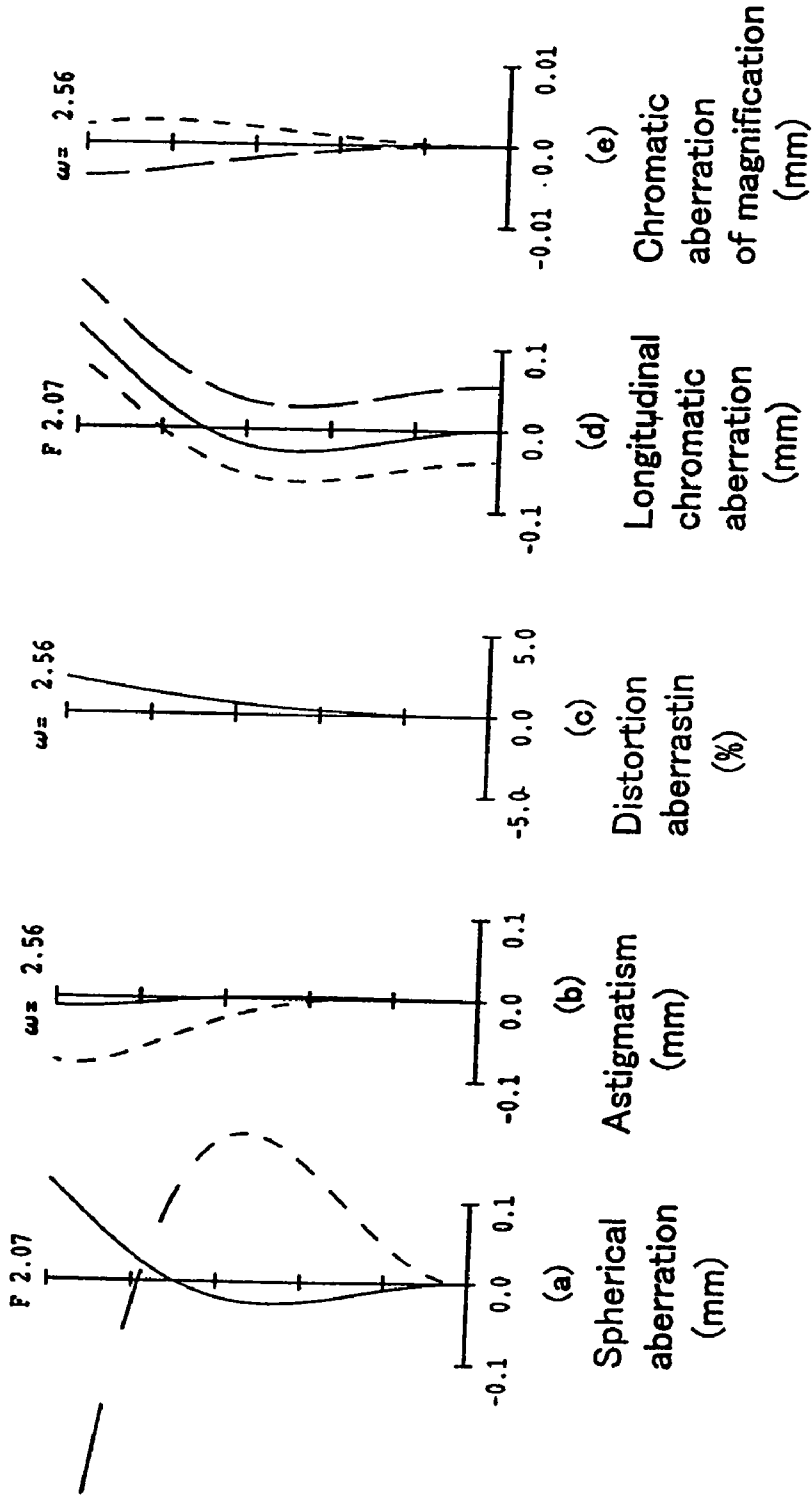 F 2.07
-0.1 0.0 0.1
(a)
Spherical
aberration
(mm)
ω= 2.56
-0.1 0.0 0.1
(b)
Astigmatism
(mm)
ω= 2.56
-5.0 0.0 5.0
(c)
Distortion
aberrastin
(%)
F 2.07
-0.1 0.0 0.1
(d)
Longitudinal
chromatic
aberration
(mm)
ω= 2.56
-0.01 0.0 0.01
(e)
Chromatic
aberration
of magnification
(mm)